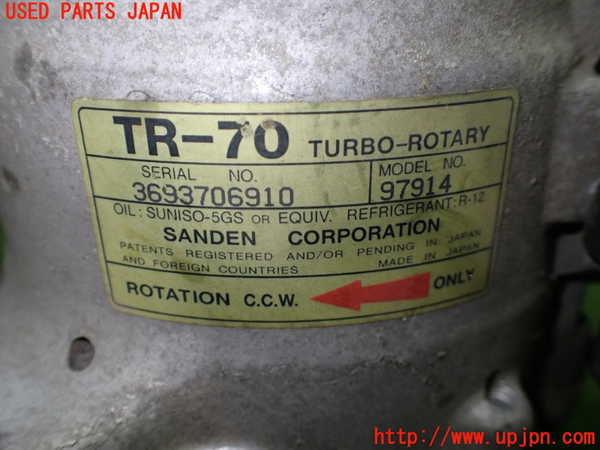 USED PARTS JAPAN
TR-70 TURBO-ROTARY
SERIAL NO. MODEL NO.
3693706910 97914
OIL: SUNISO-5GS OR EQUIV. REFRIGERANT: R-12
SANDEN CORPORATION
PATENTS REGISTERED AND/OR PENDING IN JAPAN
AND FOREIGN COUNTRIES MADE IN JAPAN
ROTATION C.C.W. ONLY
http://www.upjpn.com/